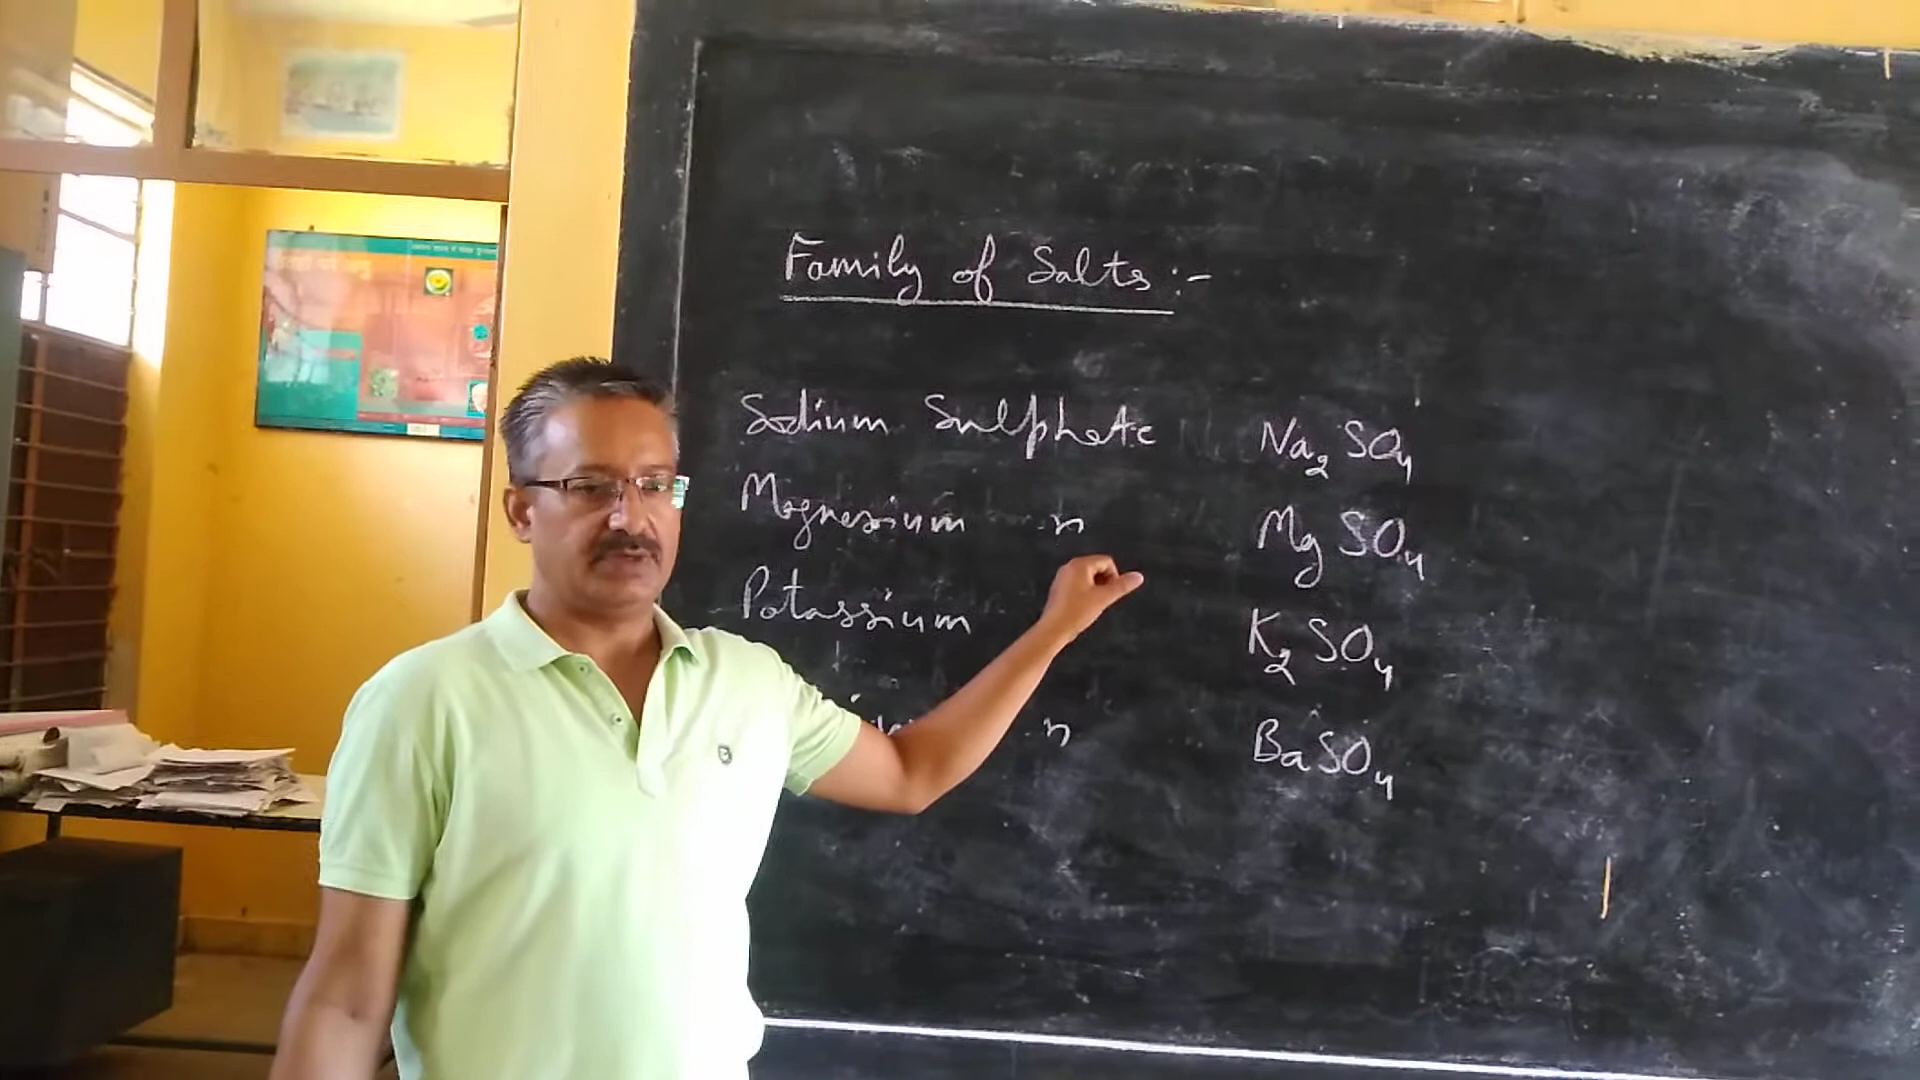 Family of Salts :-
Sodium Sulphate Na2 SO4
Magnesium " Mg SO4
Potassium K2 SO4
" BaSO4